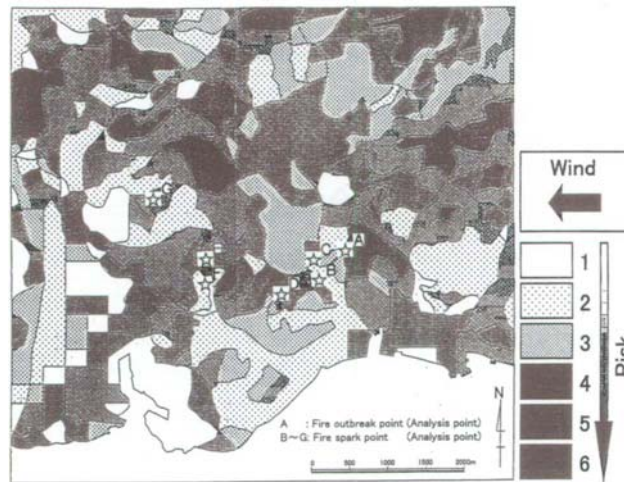 Wind
1
2
3
4
5
6
Risk
G
A
C
B
D
F
N
A : Fire outbreak point (Analysis point)
B~G: Fire spark point (Analysis point)
0 500 1000 1500 2000m